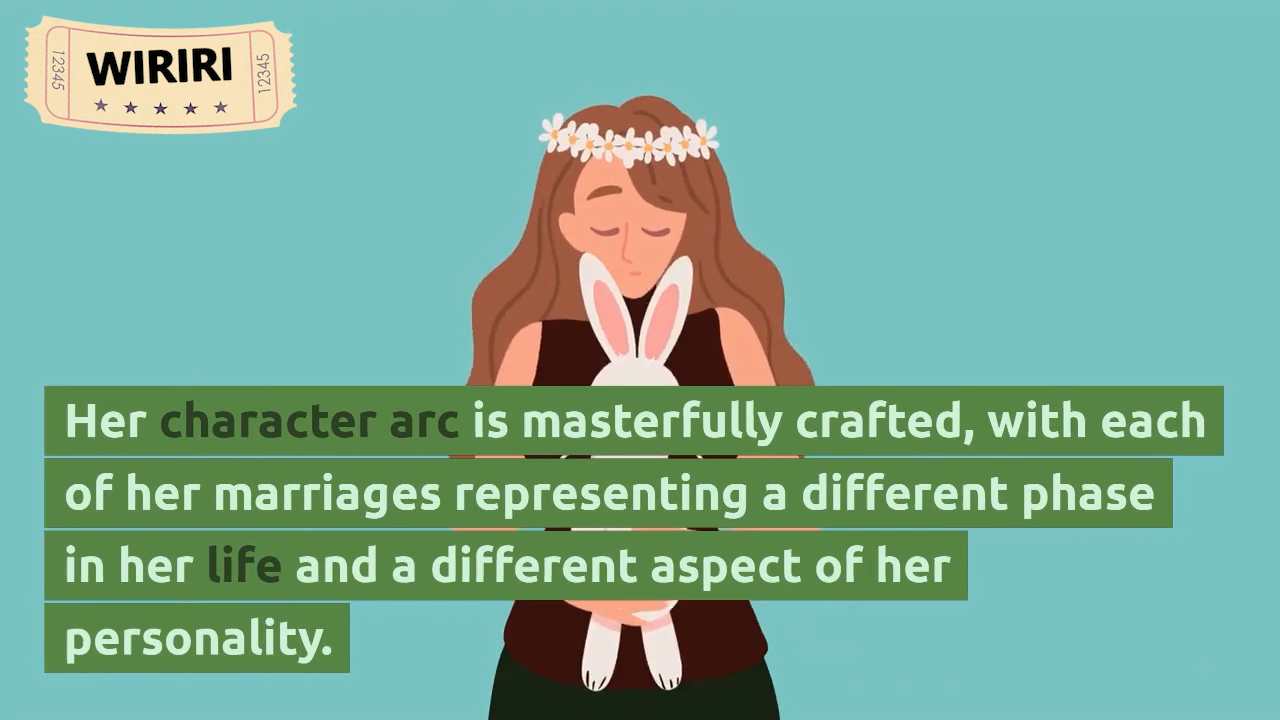 WIRIRI
12345
12345
Her character arc is masterfully crafted, with each
of her marriages representing a different phase
in her life and a different aspect of her
personality.